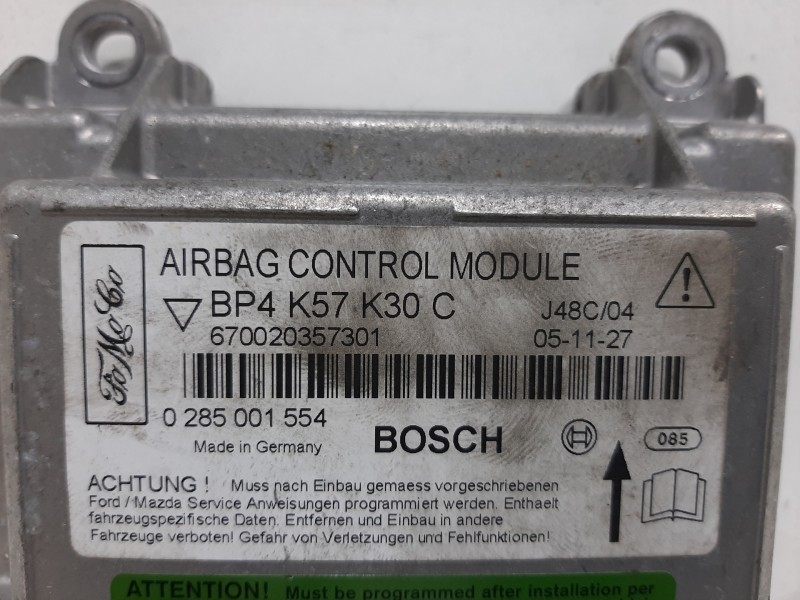 FoMoCo
AIRBAG CONTROL MODULE
BP4 K57 K30 C
J48C/04
670020357301
05-11-27
0 285 001 554
Made in Germany
BOSCH
085
ACHTUNG ! Muss nach Einbau gemaess vorgeschriebenen
Ford / Mazda Service Anweisungen programmiert werden. Enthaelt
fahrzeugspezifische Daten. Entfernen und Einbau in andere
Fahrzeuge verboten! Gefahr von Verletzungen und Fehlfunktionen!
ATTENTION! Must be programmed after installation per